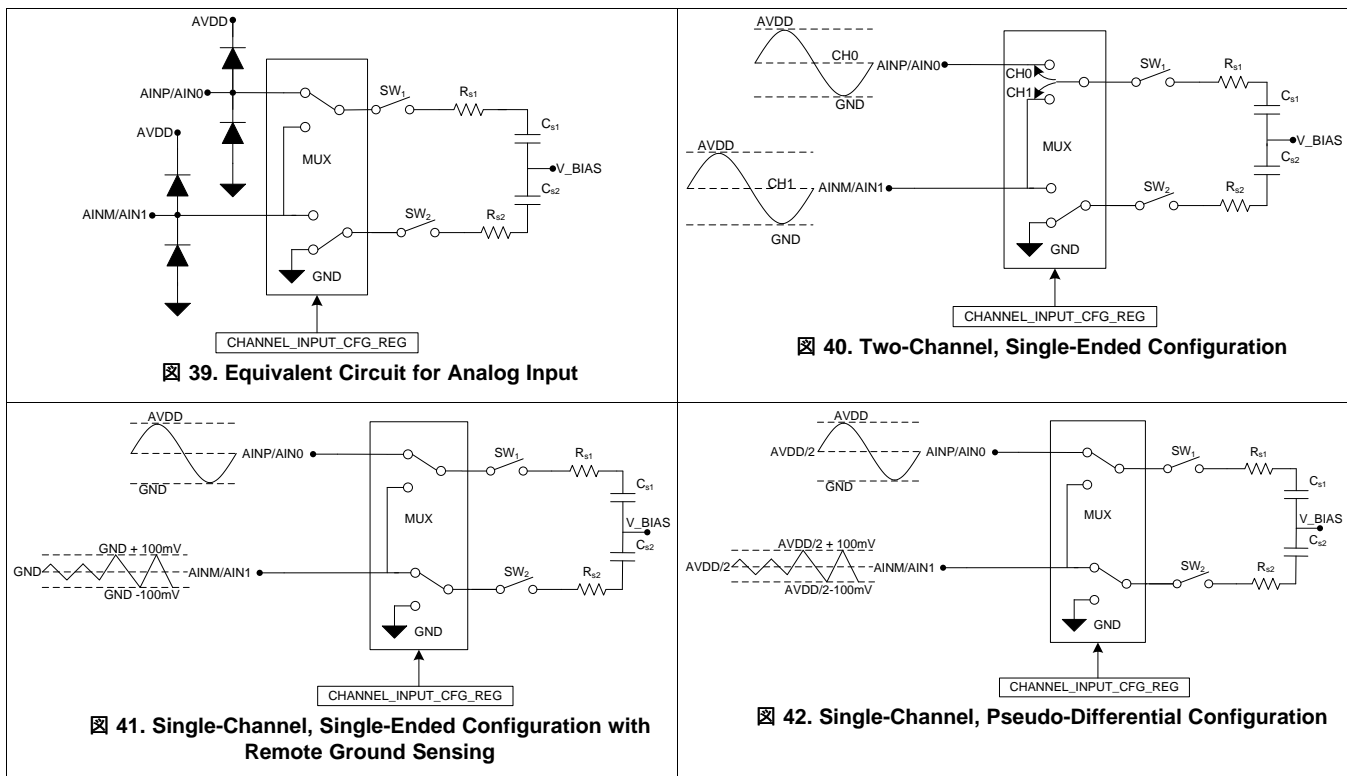 AVDD
AINP/AIN0
AVDD
AINM/AIN1
MUX
GND
SW1
SW2
Rs1
Rs2
Cs1
Cs2
V_BIAS
CHANNEL_INPUT_CFG_REG
図 39. Equivalent Circuit for Analog Input
AVDD
CH0
GND
AINP/AIN0
AVDD
CH1
GND
AINM/AIN1
CH0
CH1
MUX
GND
SW1
SW2
Rs1
Rs2
Cs1
Cs2
V_BIAS
CHANNEL_INPUT_CFG_REG
図 40. Two-Channel, Single-Ended Configuration
AVDD
GND
AINP/AIN0
GND + 100mV
GND
GND -100mV
AINM/AIN1
MUX
GND
SW1
SW2
Rs1
Rs2
Cs1
Cs2
V_BIAS
CHANNEL_INPUT_CFG_REG
図 41. Single-Channel, Single-Ended Configuration with
Remote Ground Sensing
AVDD
AVDD/2
GND
AINP/AIN0
AVDD/2 + 100mV
AVDD/2
AVDD/2-100mV
AINM/AIN1
MUX
GND
SW1
SW2
Rs1
Rs2
Cs1
Cs2
V_BIAS
CHANNEL_INPUT_CFG_REG
図 42. Single-Channel, Pseudo-Differential Configuration